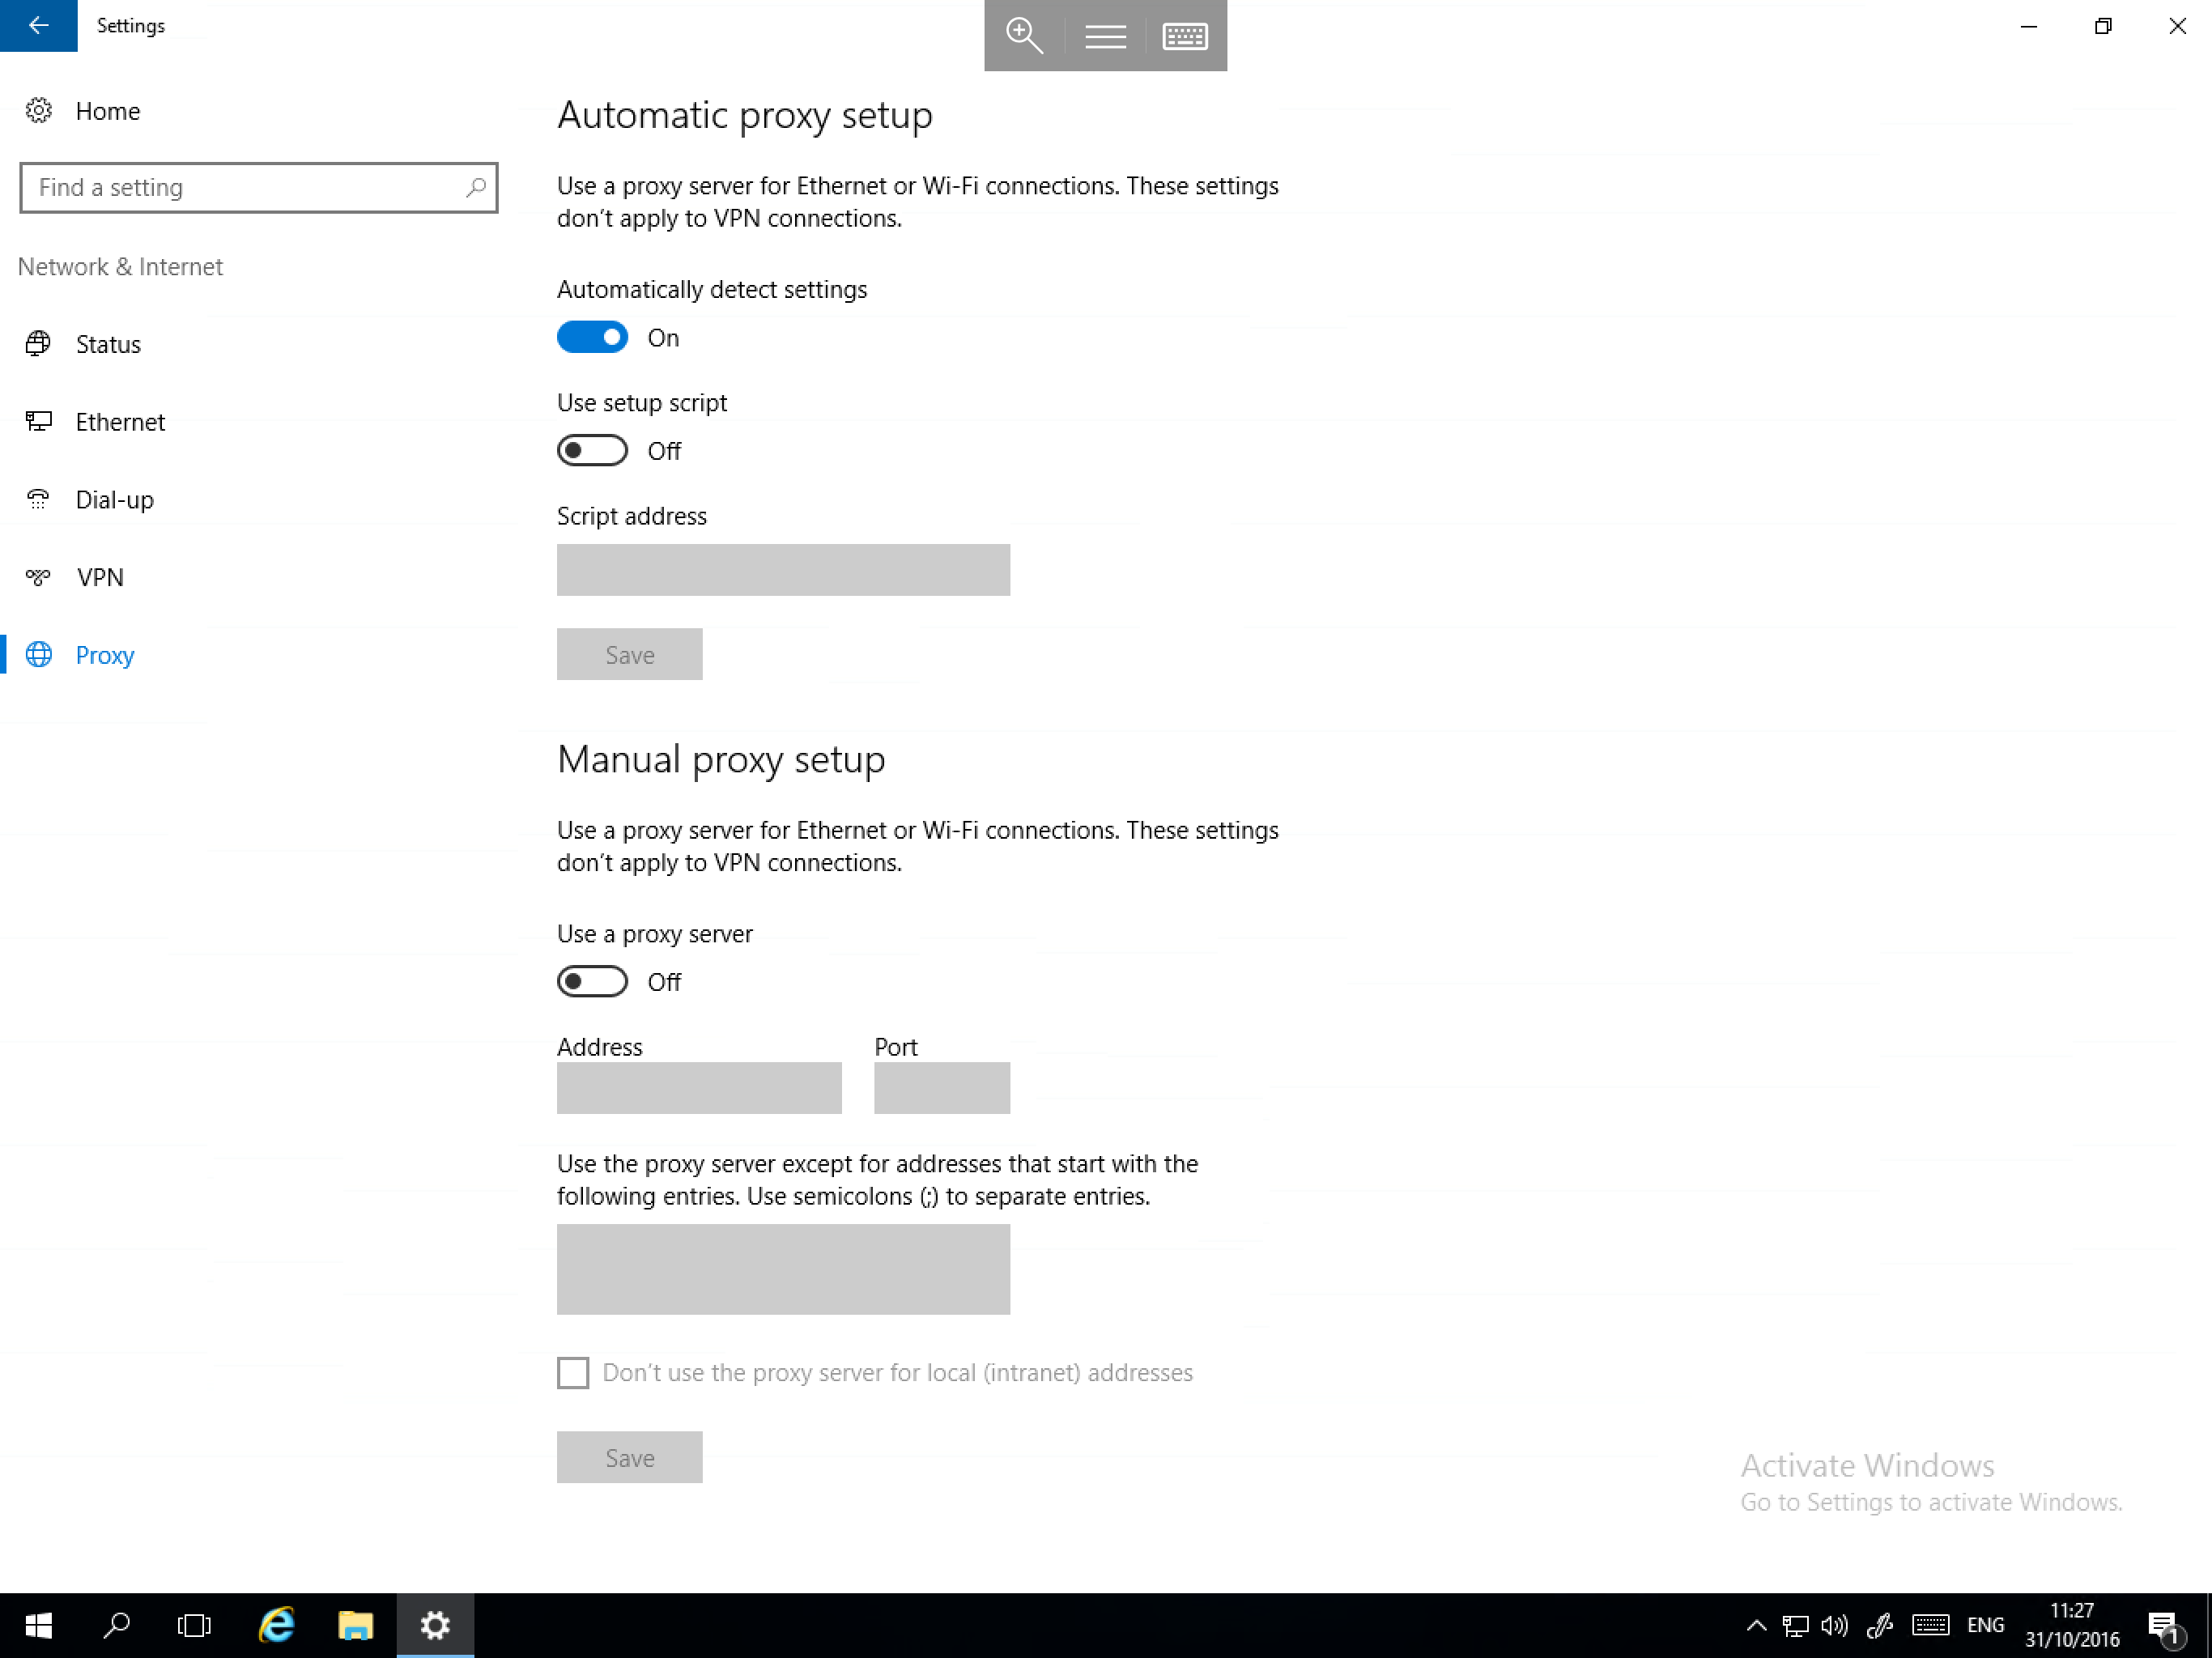 Settings
Home
Find a setting
Network & Internet
Status
Ethernet
Dial-up
VPN
Proxy
Automatic proxy setup
Use a proxy server for Ethernet or Wi-Fi connections. These settings
don't apply to VPN connections.
Automatically detect settings
On
Use setup script
Off
Script address
Save
Manual proxy setup
Use a proxy server for Ethernet or Wi-Fi connections. These settings
don't apply to VPN connections.
Use a proxy server
Off
Address Port
Use the proxy server except for addresses that start with the
following entries. Use semicolons (;) to separate entries.
Don't use the proxy server for local (intranet) addresses
Save
Activate Windows
Go to Settings to activate Windows.
ENG
11:27
31/10/2016
1